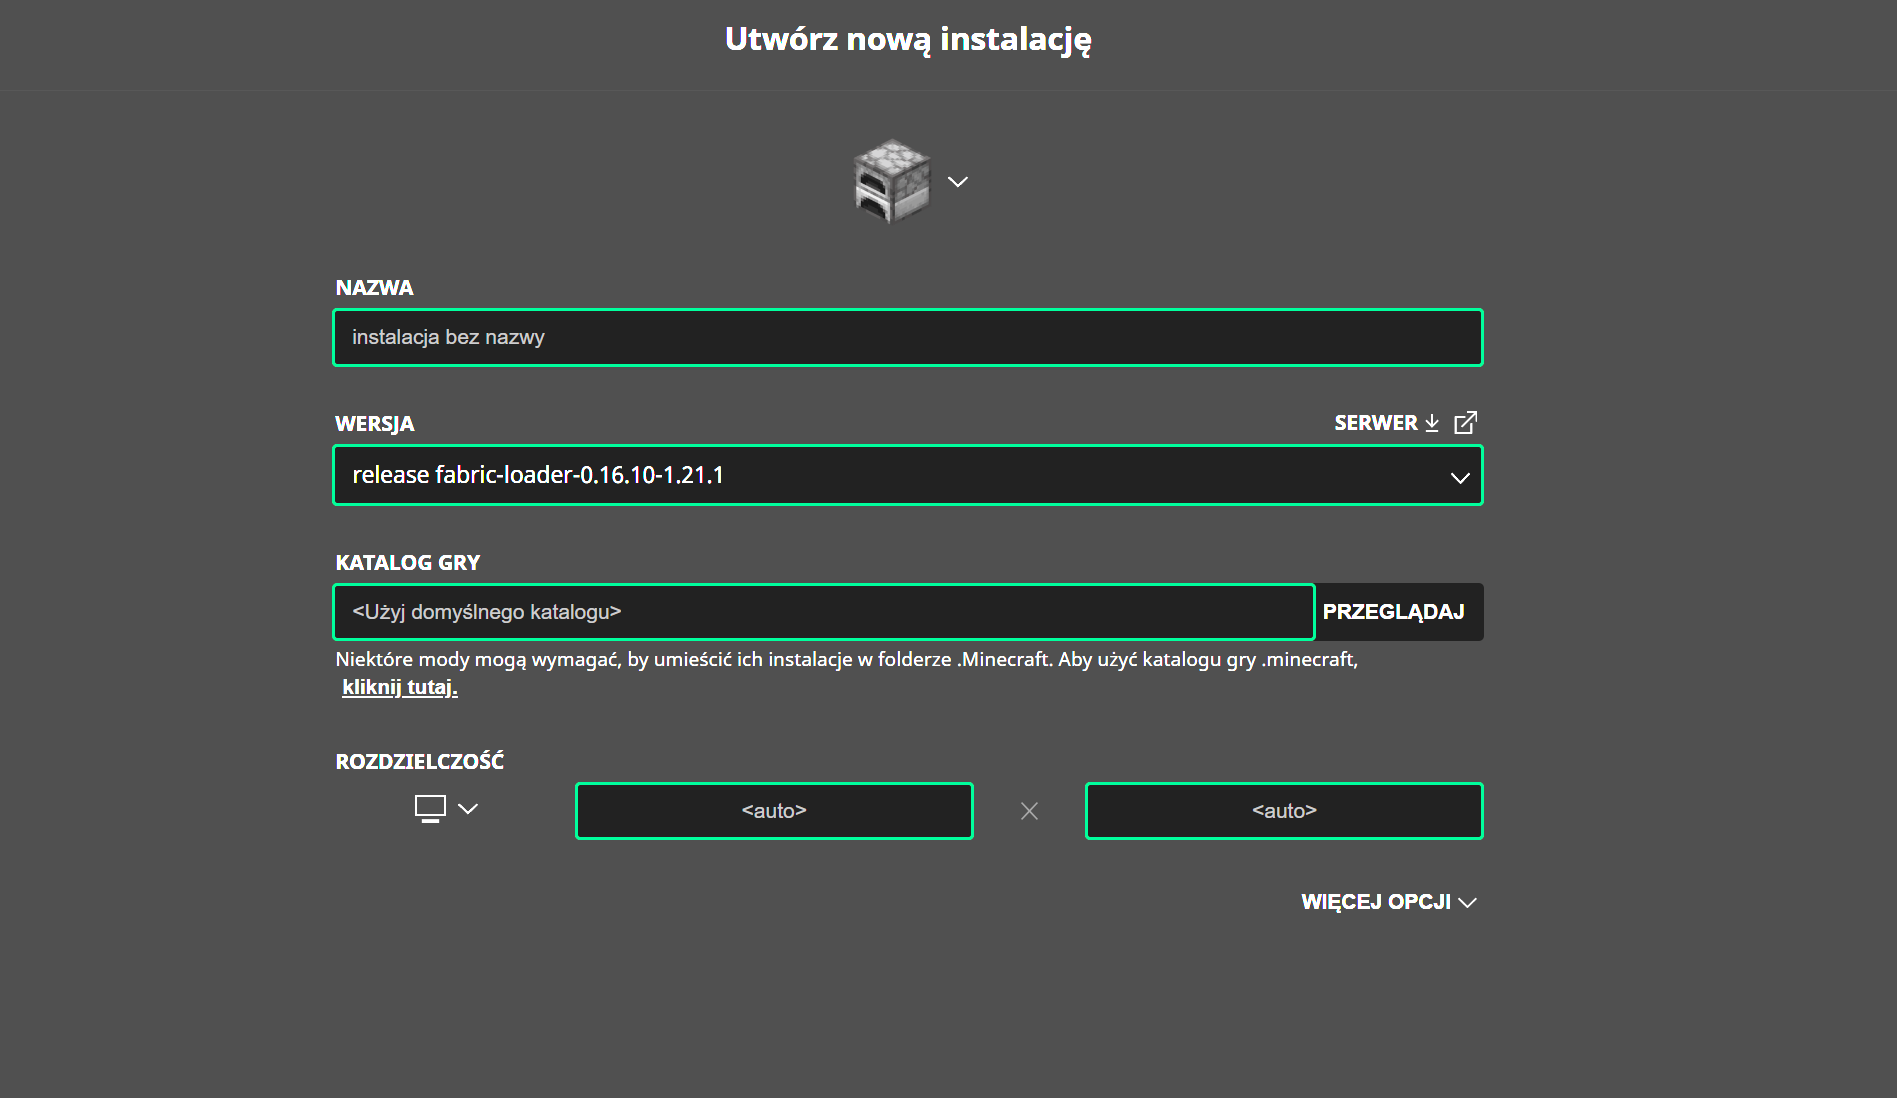 Utwórz nową instalację
NAZWA
instalacja bez nazwy
WERSJA
SERWER
release fabric-loader-0.16.10-1.21.1
KATALOG GRY
<Użyj domyślnego katalogu>
PRZEGLĄDAJ
Niektóre mody mogą wymagać, by umieścić ich instalacje w folderze .Minecraft. Aby użyć katalogu gry .minecraft,
kliknij tutaj.
ROZDZIELCZOŚĆ
<auto>
<auto>
WIĘCEJ OPCJI